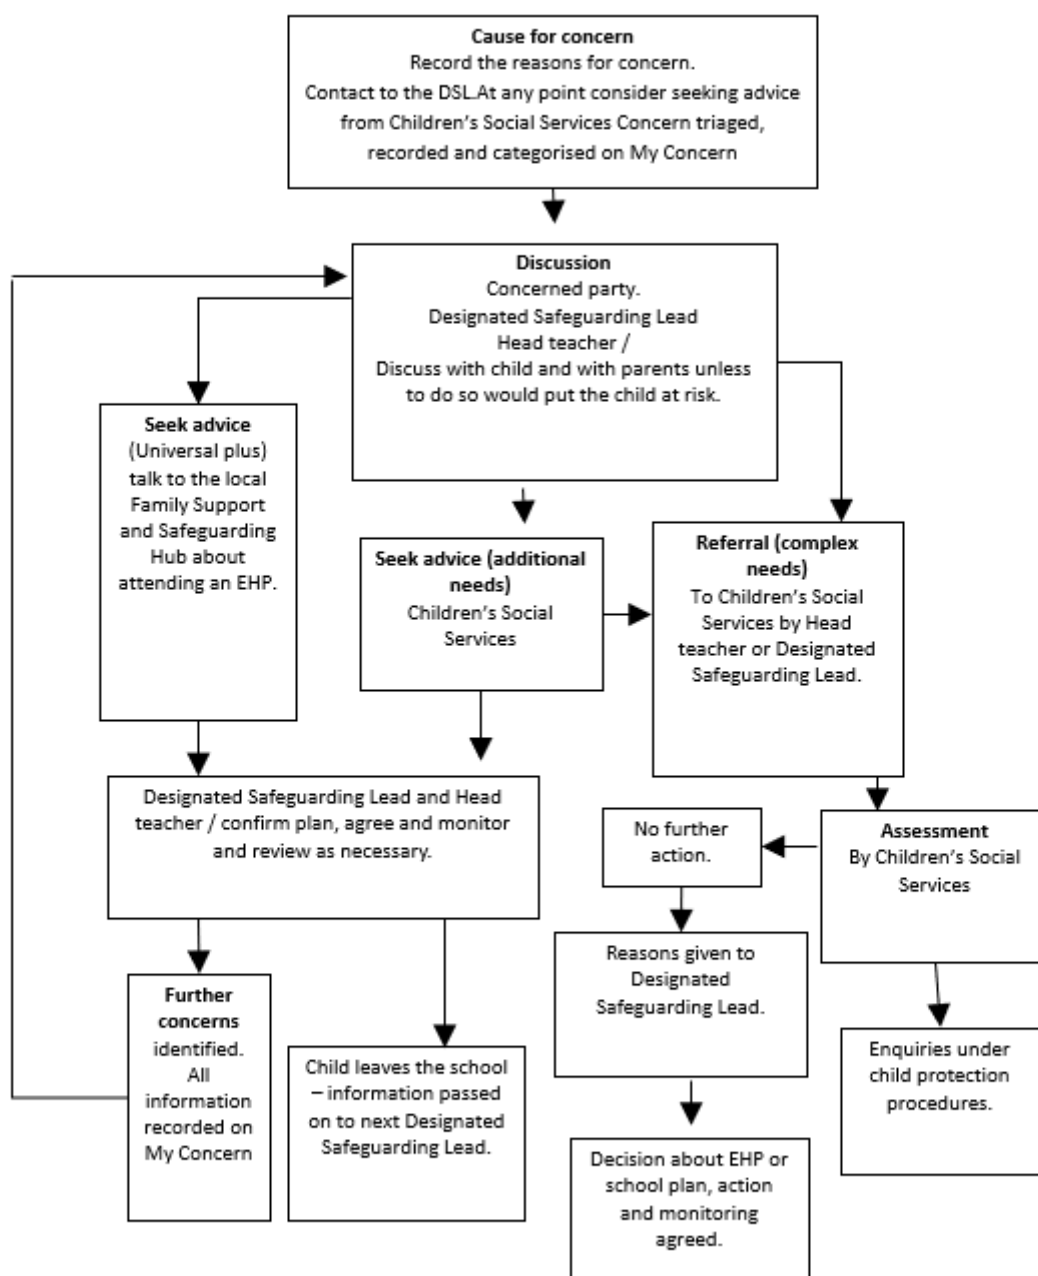 Cause for concern
Record the reasons for concern.
Contact to the DSL.At any point consider seeking advice
from Children's Social Services Concern triaged,
recorded and categorised on My Concern
Discussion
Concerned party.
Designated Safeguarding Lead
Head teacher /
Discuss with child and with parents unless
to do so would put the child at risk.
Seek advice
(Universal plus)
talk to the local
Family Support
and Safeguarding
Hub about
attending an EHP.
Seek advice (additional
needs)
Children's Social
Services
Referral (complex
needs)
To Children's Social
Services by Head
teacher or Designated
Safeguarding Lead.
Designated Safeguarding Lead and Head
teacher / confirm plan, agree and monitor
and review as necessary.
No further
action.
Assessment
By Children's Social
Services
Reasons given to
Designated
Safeguarding Lead.
Further
concerns
identified.
All
information
recorded on
My Concern
Child leaves the school
– information passed
on to next Designated
Safeguarding Lead.
Enquiries under
child protection
procedures.
Decision about EHP or
school plan, action
and monitoring
agreed.